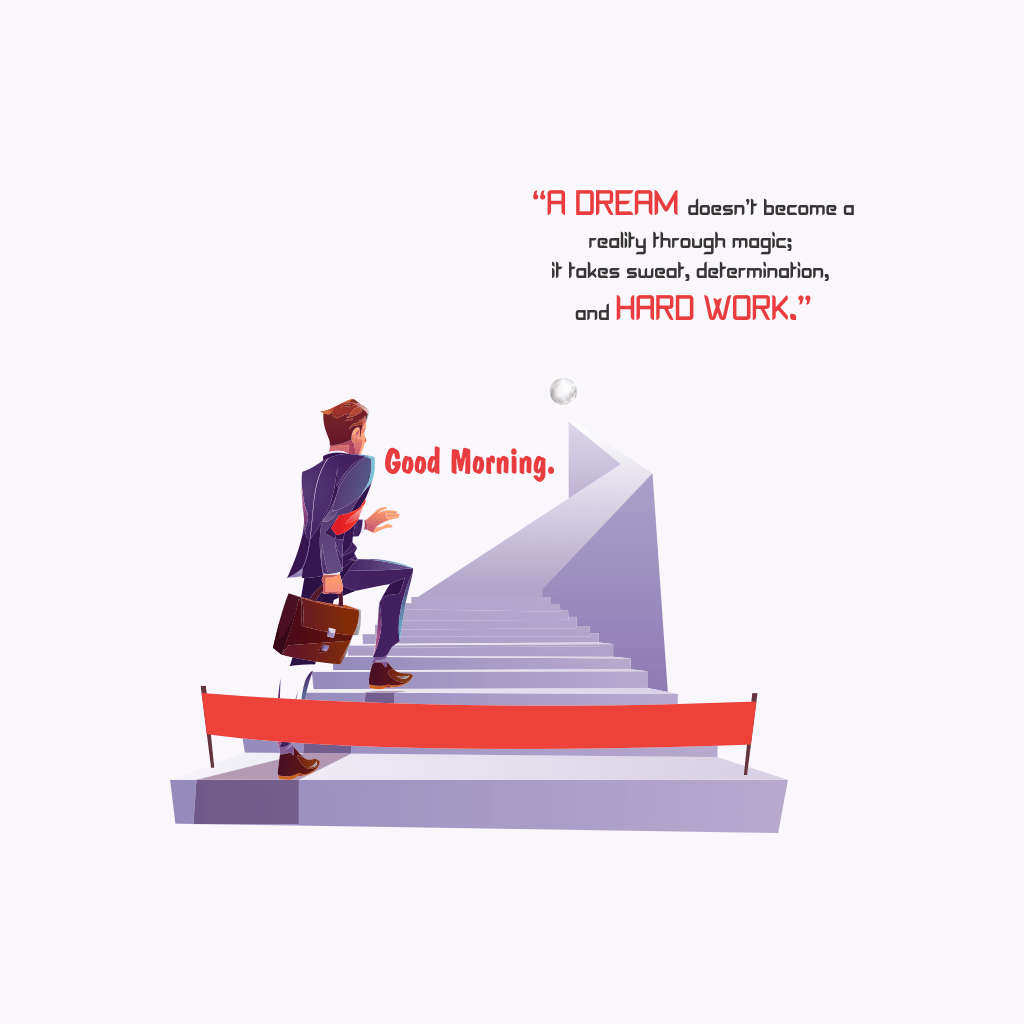 “A DREAM doesn’t become a
reality through magic;
it takes sweat, determination,
and HARD WORK.”
Good Morning.